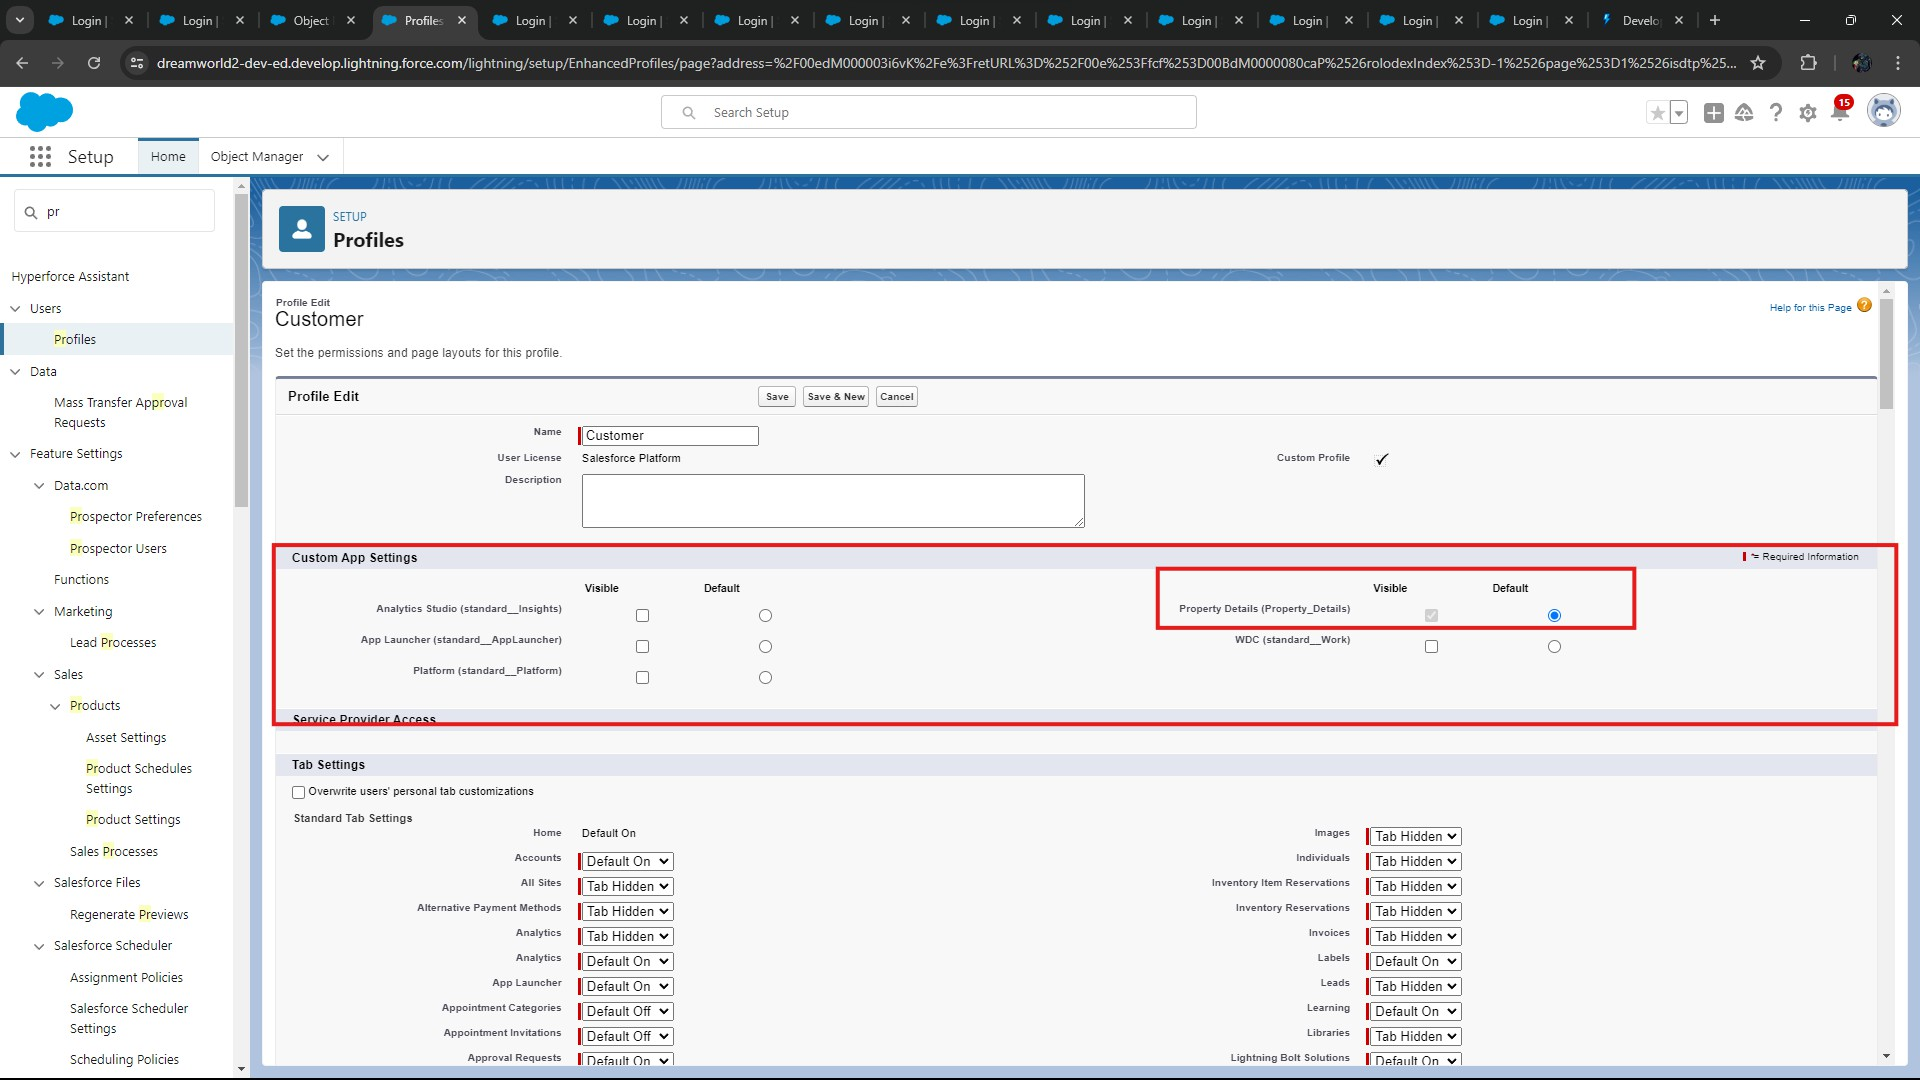 Login |
Login |
Object
Profiles
Login |
Login |
Login |
Login |
Login |
Login |
Login |
Login |
Login |
Login |
Develo
dreamworld2-dev-ed.develop.lightning.force.com/lightning/setup/EnhancedProfiles/page?address=%2F00edM000003i6vK%2Fe%3FretURL%3D%252F00e%253Ffcf%253D00BdM0000080caP%2526rolodexIndex%253D-1%2526page%253D1%2526isdtp%25...
Search Setup
15
Setup
Home
Object Manager
pr
Hyperforce Assistant
Users
Profiles
Data
Mass Transfer Approval
Requests
Feature Settings
Data.com
Prospector Preferences
Prospector Users
Functions
Marketing
Lead Processes
Sales
Products
Asset Settings
Product Schedules
Settings
Product Settings
Sales Processes
Salesforce Files
Regenerate Previews
Salesforce Scheduler
Assignment Policies
Salesforce Scheduler
Settings
Scheduling Policies
SETUP
Profiles
Profile Edit
Customer
Help for this Page ?
Set the permissions and page layouts for this profile.
Profile Edit
Save
Save & New
Cancel
Name
Customer
User License
Salesforce Platform
Custom Profile
Description
Custom App Settings
*= Required Information
Visible
Default
Visible
Default
Analytics Studio (standard__Insights)
Property Details (Property_Details)
App Launcher (standard__AppLauncher)
WDC (standard__Work)
Platform (standard__Platform)
Service Provider Access
Tab Settings
Overwrite users' personal tab customizations
Standard Tab Settings
Home
Default On
Images
Tab Hidden
Accounts
Default On
Individuals
Tab Hidden
All Sites
Tab Hidden
Inventory Item Reservations
Tab Hidden
Alternative Payment Methods
Tab Hidden
Inventory Reservations
Tab Hidden
Analytics
Tab Hidden
Invoices
Tab Hidden
Analytics
Default On
Labels
Default On
App Launcher
Default On
Leads
Tab Hidden
Appointment Categories
Default Off
Learning
Default On
Appointment Invitations
Default Off
Libraries
Tab Hidden
Approval Requests
Default On
Lightning Bolt Solutions
Default On